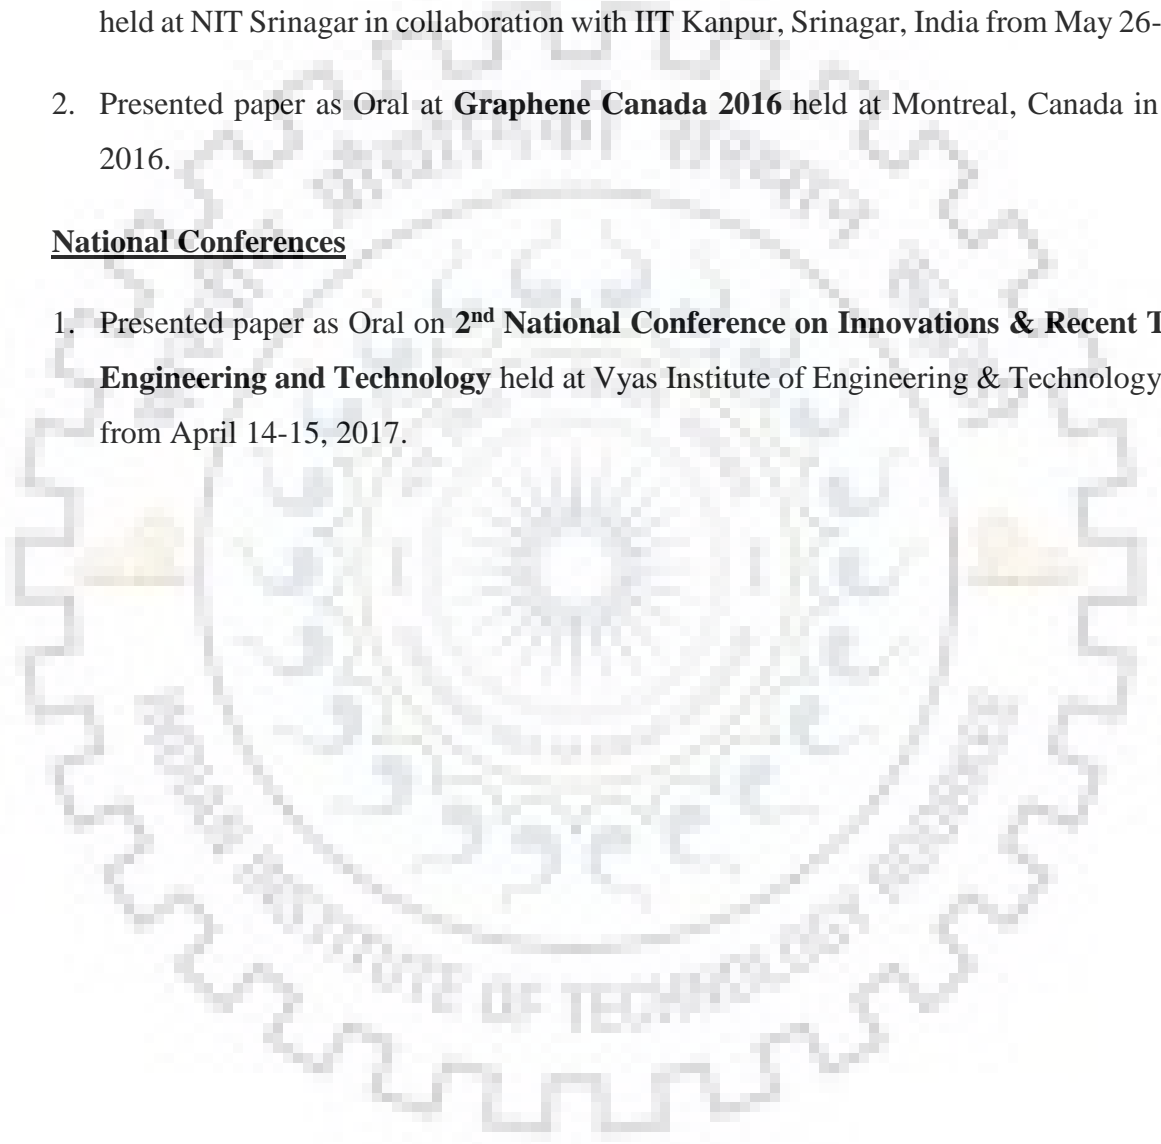 held at NIT Srinagar in collaboration with IIT Kanpur, Srinagar, India from May 26-
2. Presented paper as Oral at Graphene Canada 2016 held at Montreal, Canada in
2016.
National Conferences
1. Presented paper as Oral on 2nd National Conference on Innovations & Recent
Engineering and Technology held at Vyas Institute of Engineering & Technology
from April 14-15, 2017.
INSTITUTE OF TECHNOLOGY